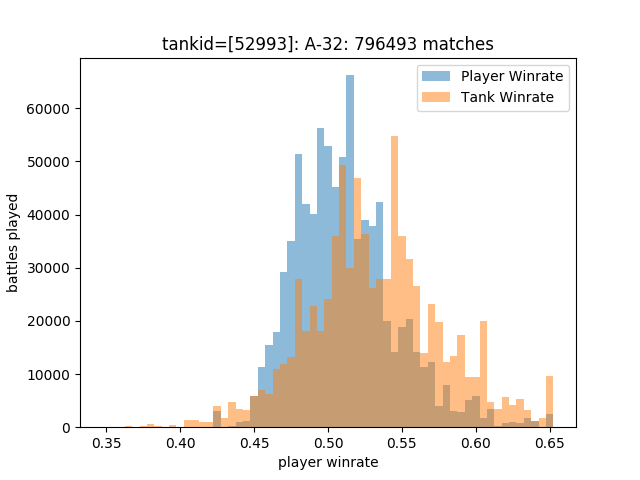 tankid=[52993]: A-32: 796493 matches
Player Winrate
Tank Winrate
battles played
60000
50000
40000
30000
20000
10000
0
0.35 0.40 0.45 0.50 0.55 0.60 0.65
player winrate